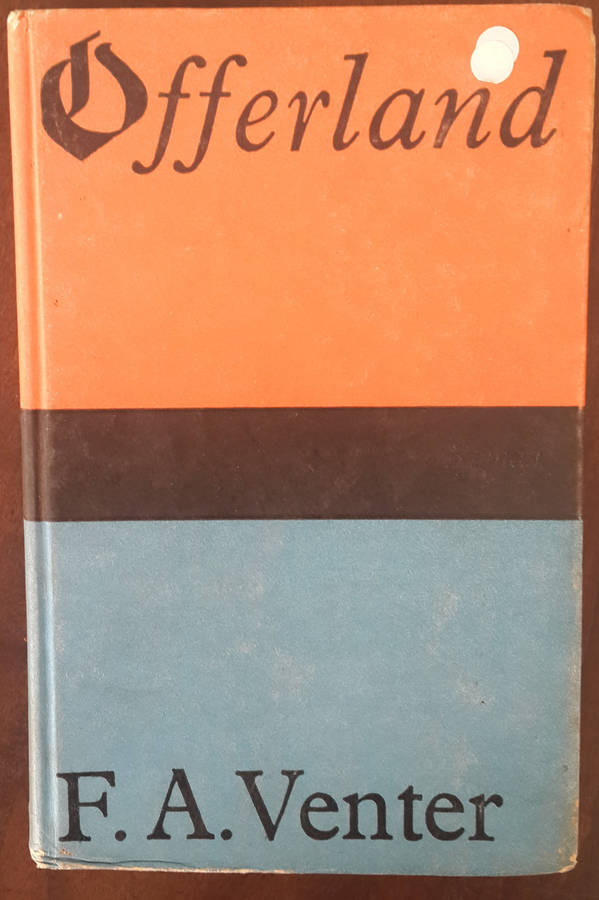 Offerland
F. A. Venter